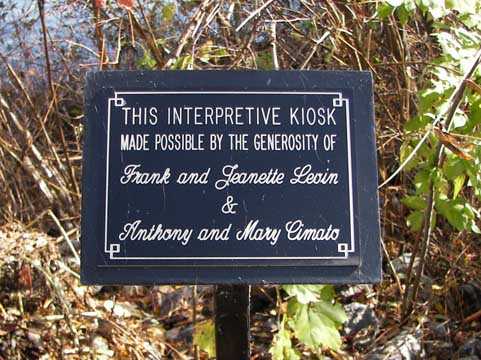 THIS INTERPRETIVE KIOSK
MADE POSSIBLE BY THE GENEROSITY OF
Frank and Jeanette Levin
&
Anthony and Mary Cimato